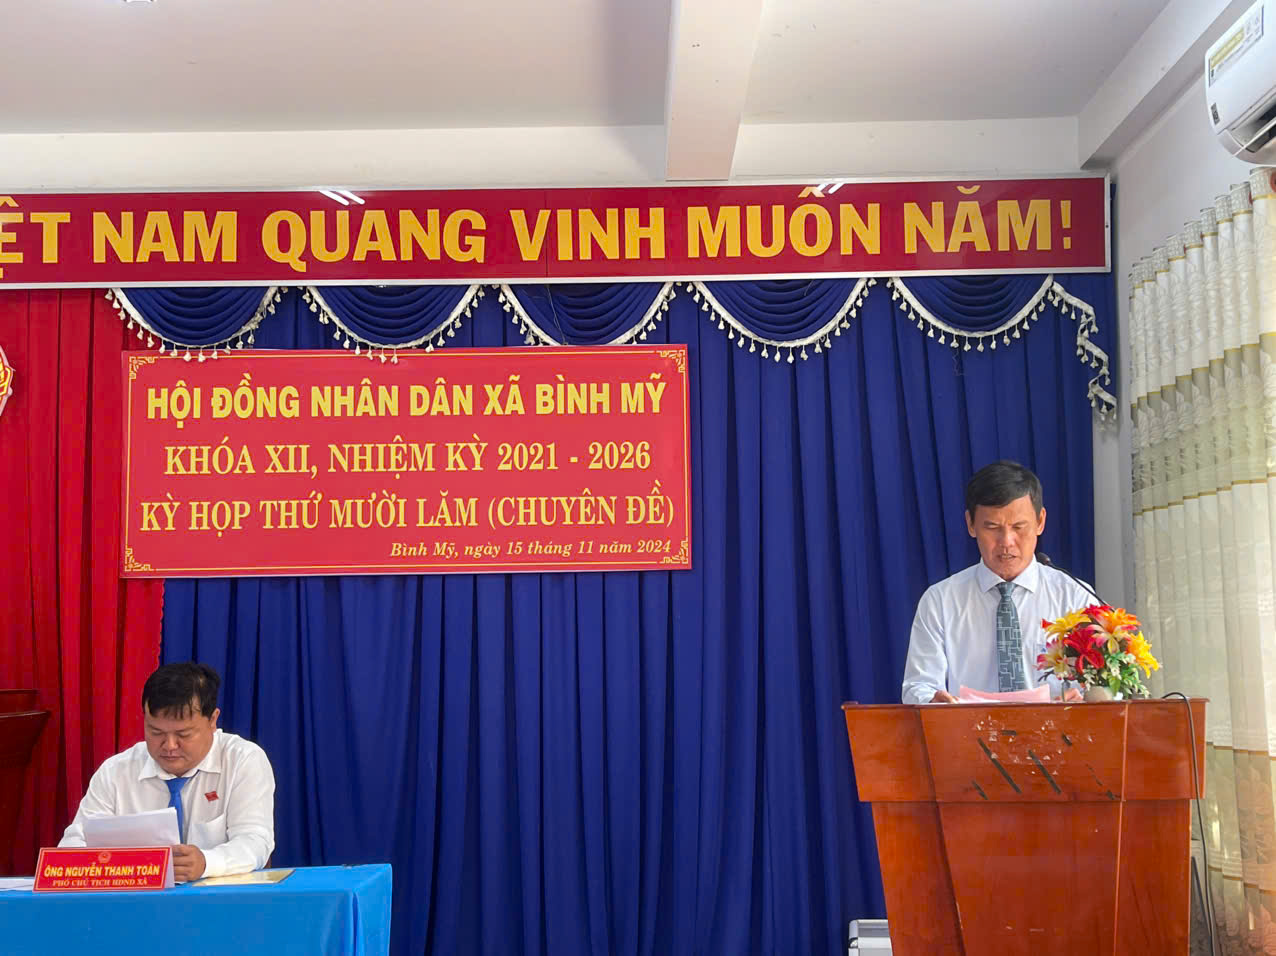 ỆT NAM QUANG VINH MUÔN NĂM!
HỘI ĐỒNG NHÂN DÂN XÃ BÌNH MỸ
KHÓA XII, NHIỆM KỲ 2021 - 2026
KỲ HỌP THỨ MƯỜI LĂM (CHUYÊN ĐỀ)
Bình Mỹ, ngày 15 tháng 11 năm 2024
ÔNG NGUYỄN THANH TOÀN
PHÓ CHỦ TỊCH HĐND XÃ